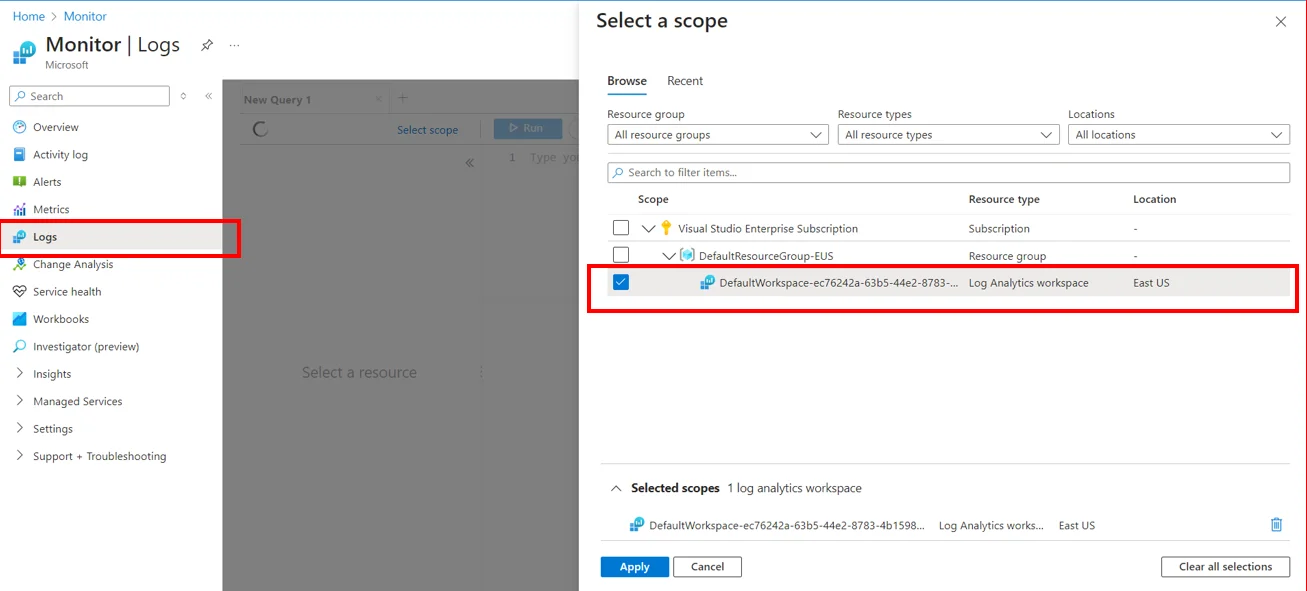 Home > Monitor
Monitor | Logs
...
Microsoft
Search
«
Overview
Activity log
Alerts
Metrics
Logs
Change Analysis
Service health
Workbooks
Investigator (preview)
Insights
Managed Services
Settings
Support + Troubleshooting
New Query 1
Select scope
Run
«
1 Type
Select a resource
Select a scope
Browse Recent
Resource group Resource types Locations
All resource groups All resource types All locations
Search to filter items...
Scope Resource type Location
Visual Studio Enterprise Subscription Subscription -
DefaultResourceGroup-EUS Resource group -
DefaultWorkspace-ec76242a-63b5-44e2-8783-... Log Analytics workspace East US
Selected scopes 1 log analytics workspace
DefaultWorkspace-ec76242a-63b5-44e2-8783-4b1598... Log Analytics works... East US
Apply Cancel Clear all selections